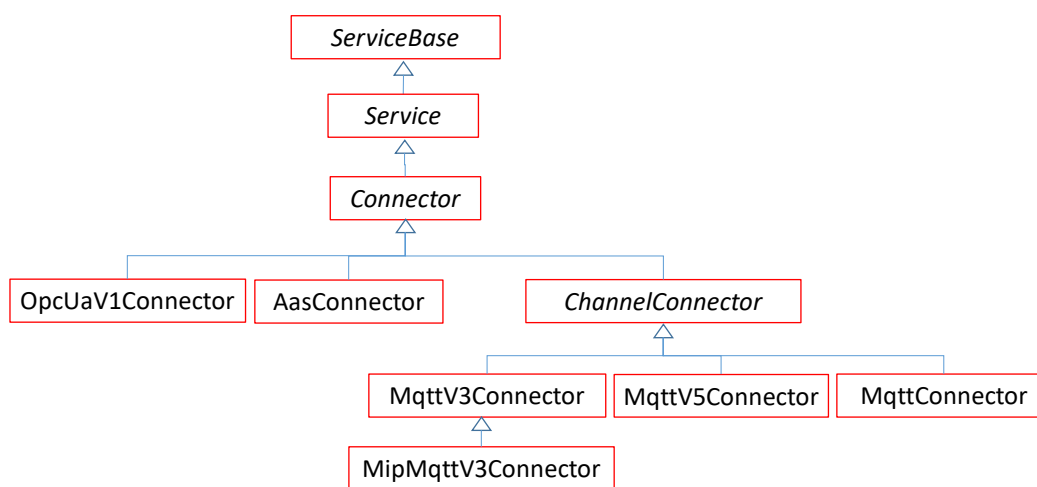 ServiceBase
Service
Connector
OpcUaV1Connector
AasConnector
ChannelConnector
MqttV3Connector
MqttV5Connector
MqttConnector
MipMqttV3Connector